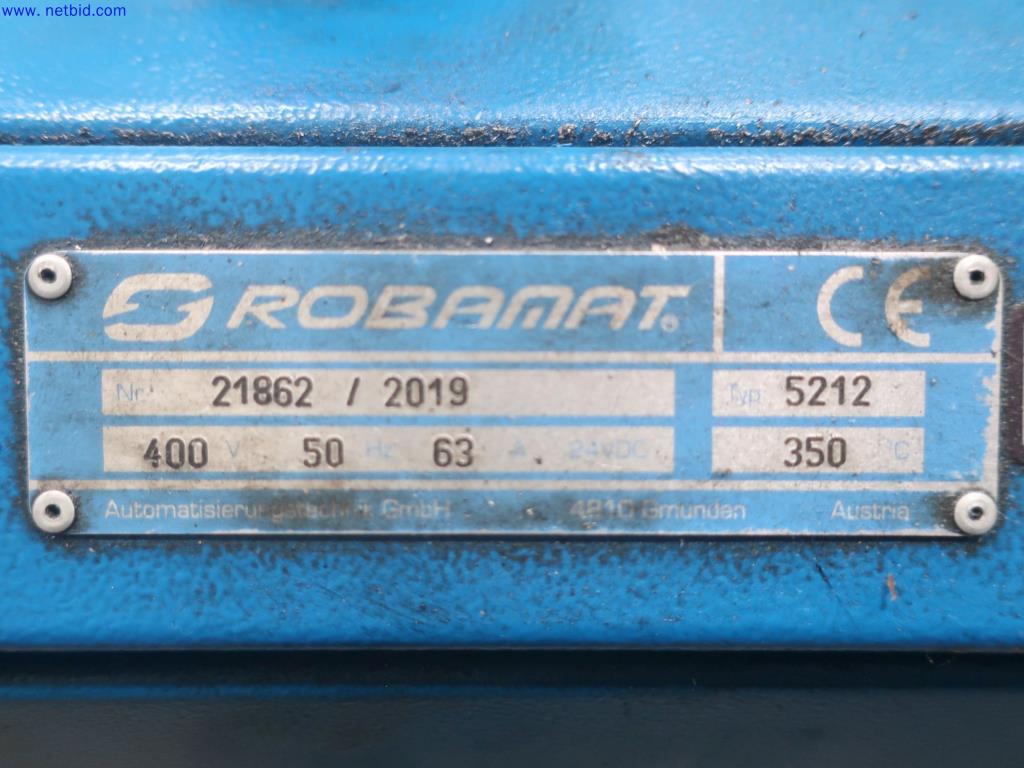 www.netbid.com
ROBAMAT® CE
Nr. 21862 / 2019 Typ 5212
400 V 50 Hz 63 A 24VDC 350 °C
Automatisierungstechnik GmbH 4810 Gmunden Austria